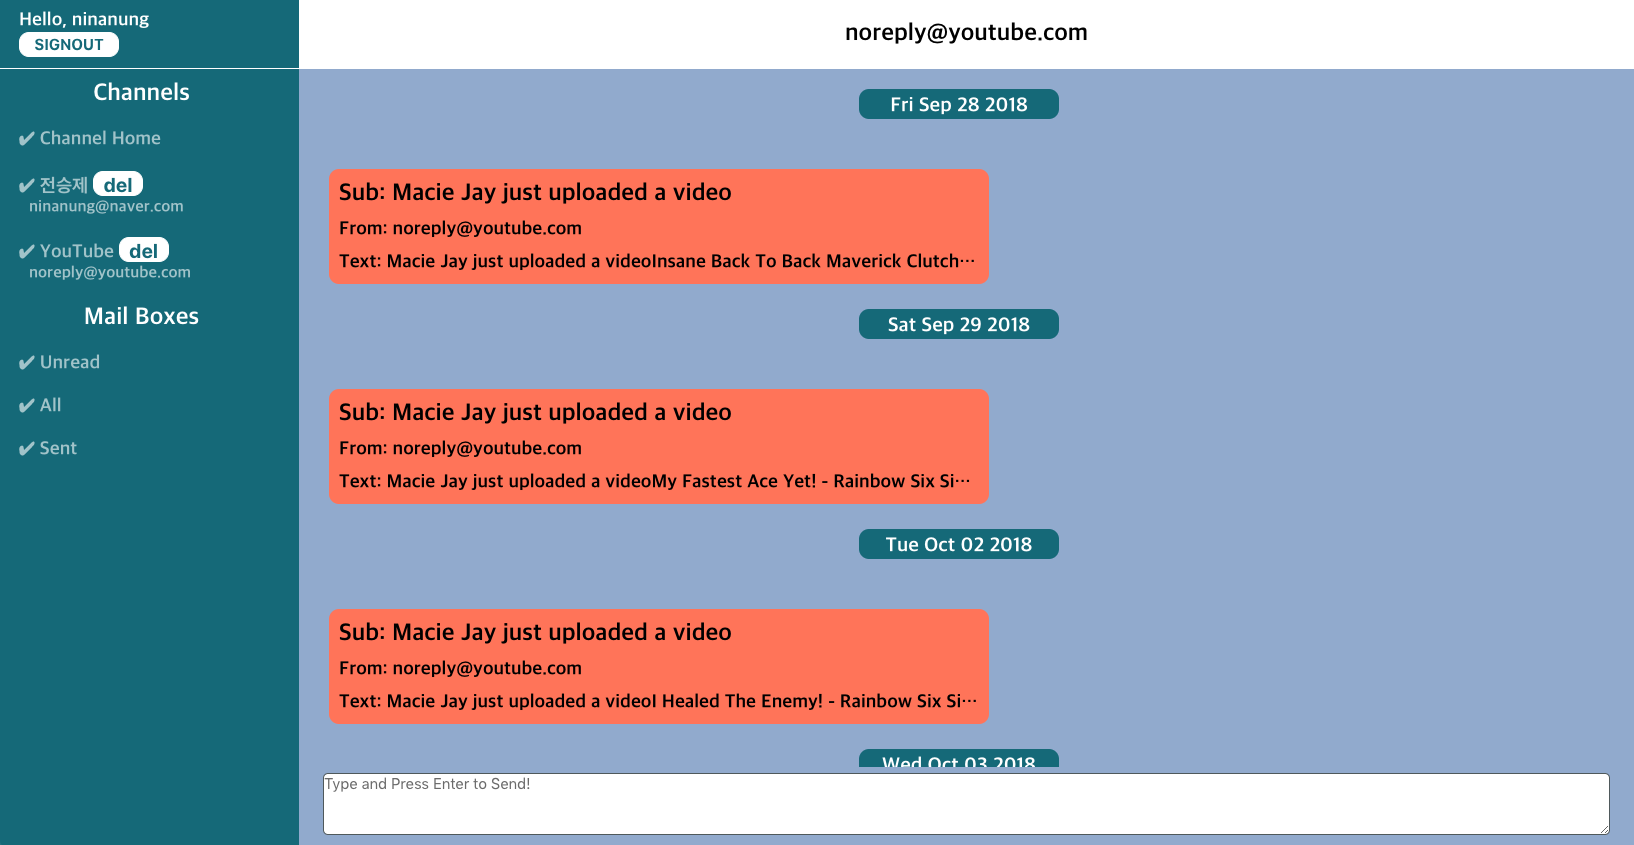 Hello, ninanung
SIGNOUT
Channels
✔ Channel Home
✔ 전승제 del
ninanung@naver.com
✔ YouTube del
noreply@youtube.com
Mail Boxes
✔ Unread
✔ All
✔ Sent
noreply@youtube.com
Fri Sep 28 2018
Sub: Macie Jay just uploaded a video
From: noreply@youtube.com
Text: Macie Jay just uploaded a videoInsane Back To Back Maverick Clutch···
Sat Sep 29 2018
Sub: Macie Jay just uploaded a video
From: noreply@youtube.com
Text: Macie Jay just uploaded a videoMy Fastest Ace Yet! - Rainbow Six Si···
Tue Oct 02 2018
Sub: Macie Jay just uploaded a video
From: noreply@youtube.com
Text: Macie Jay just uploaded a videoI Healed The Enemy! - Rainbow Six Si···
Wed Oct 03 2018
Type and Press Enter to Send!